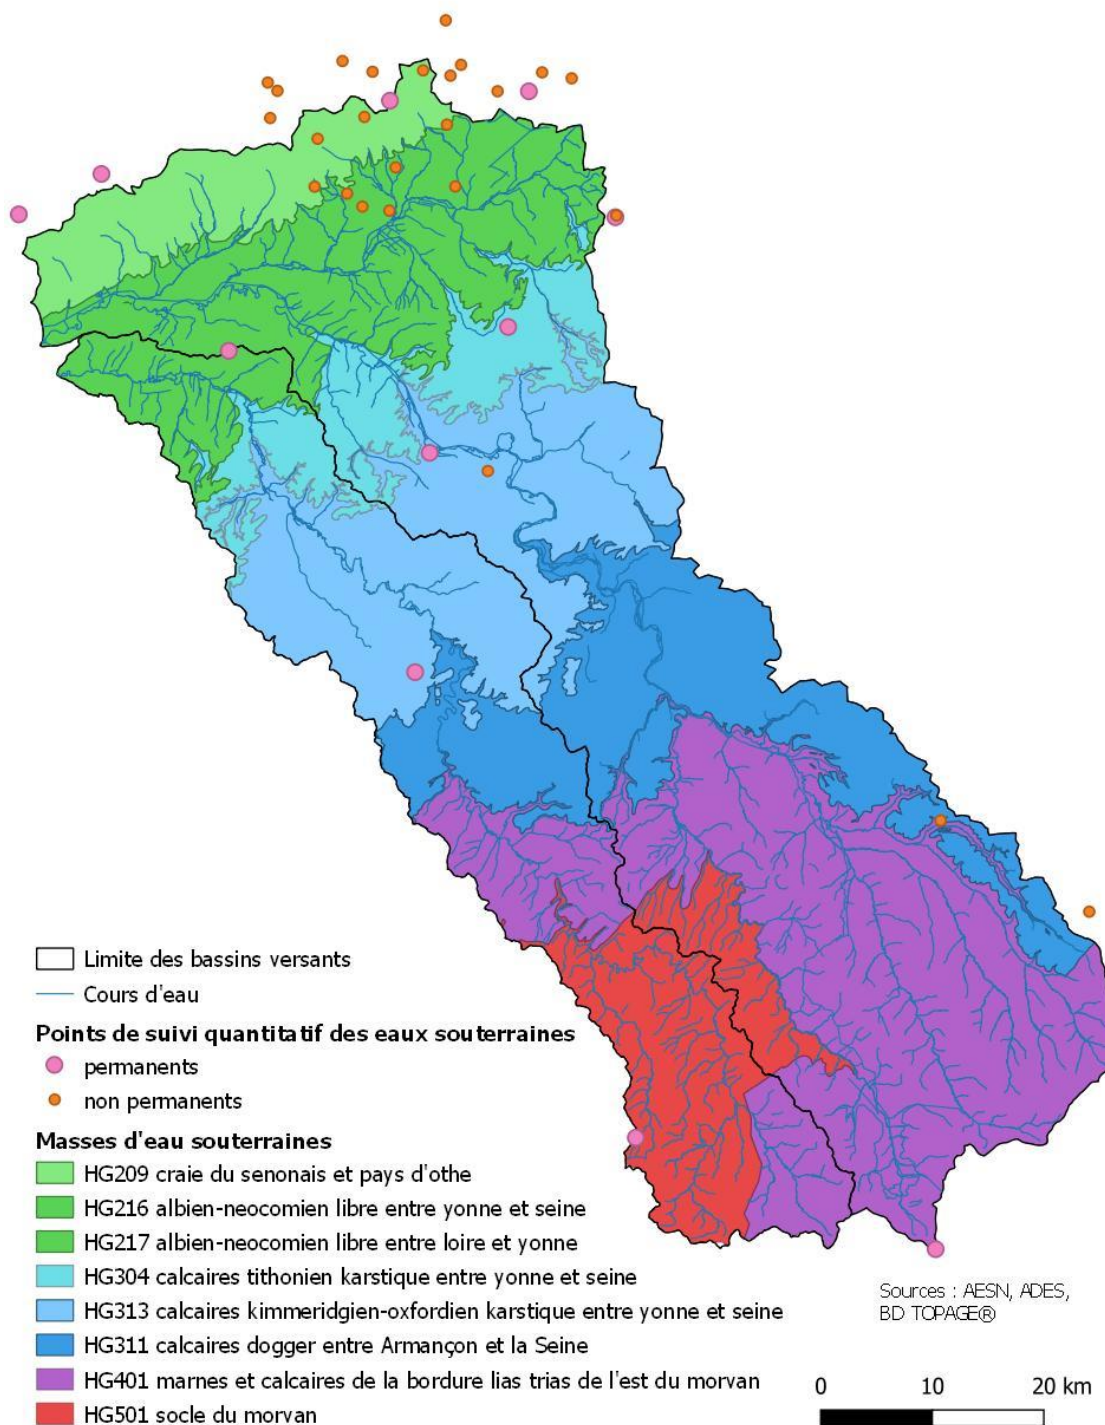 Limite des bassins versants
Cours d'eau
Points de suivi quantitatif des eaux souterraines
permanents
non permanents
Masses d'eau souterraines
HG209 craie du senonais et pays d'othe
HG216 albien-neocomien libre entre yonne et seine
HG217 albien-neocomien libre entre loire et yonne
HG304 calcaires tithonien karstique entre yonne et seine
HG313 calcaires kimmeridgien-oxfordien karstique entre yonne et seine
HG311 calcaires dogger entre Armançon et la Seine
HG401 marnes et calcaires de la bordure lias trias de l'est du morvan
HG501 socle du morvan
Sources : AESN, ADES,
BD TOPAGE®
0 10 20 km